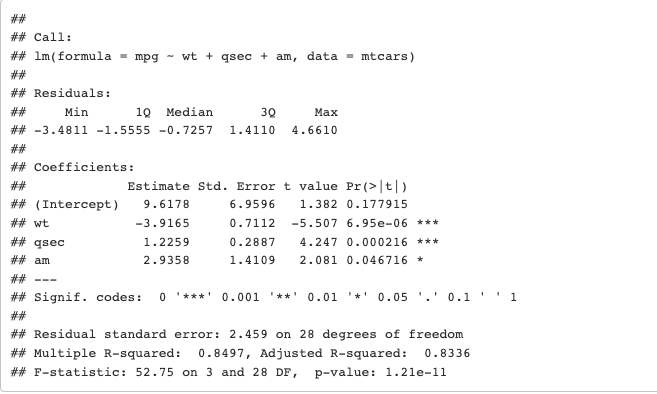 ##
## Call:
## lm(formula = mpg ~ wt + qsec + am, data = mtcars)
##
## Residuals:
##     Min      1Q  Median      3Q     Max
## -3.4811 -1.5555 -0.7257  1.4110  4.6610
##
## Coefficients:
##             Estimate Std. Error t value Pr(>|t|)
## (Intercept)   9.6178     6.9596   1.382 0.177915
## wt           -3.9165     0.7112  -5.507 6.95e-06 ***
## qsec          1.2259     0.2887   4.247 0.000216 ***
## am            2.9358     1.4109   2.081 0.046716 *
## ---
## Signif. codes:  0 '***' 0.001 '**' 0.01 '*' 0.05 '.' 0.1 ' ' 1
##
## Residual standard error: 2.459 on 28 degrees of freedom
## Multiple R-squared:  0.8497, Adjusted R-squared:  0.8336
## F-statistic: 52.75 on 3 and 28 DF,  p-value: 1.21e-11